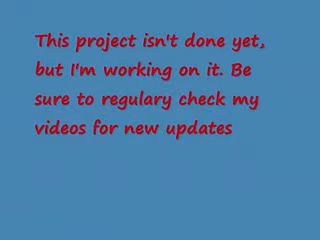 This project isn't done yet,
but I'm working on it. Be
sure to regulary check my
videos for new updates